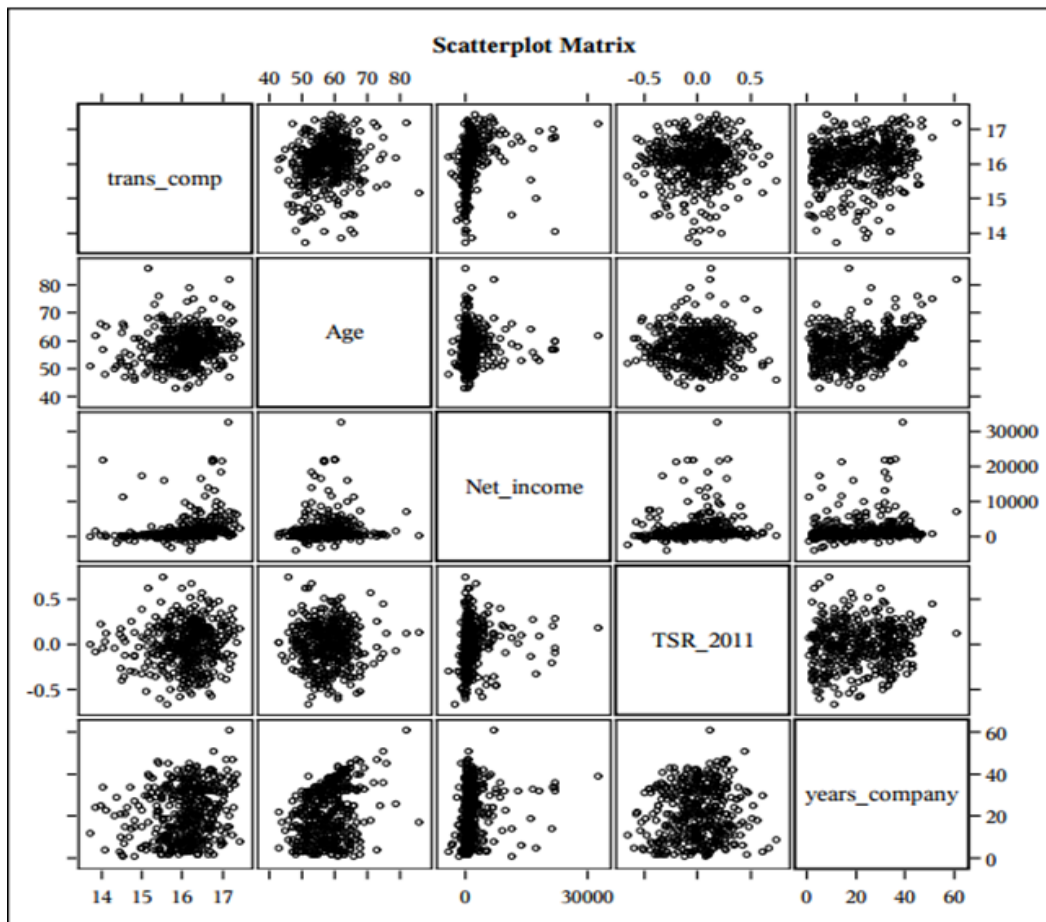 Scatterplot Matrix
40 50 60 70 80
-0.5 0.0 0.5
trans_comp
17
16
15
14
80
70
60
50
40
Age
Net_income
30000
20000
10000
0
0.5
0.0
-0.5
TSR_2011
years_company
60
40
20
0
14 15 16 17
0 30000
0 20 40 60